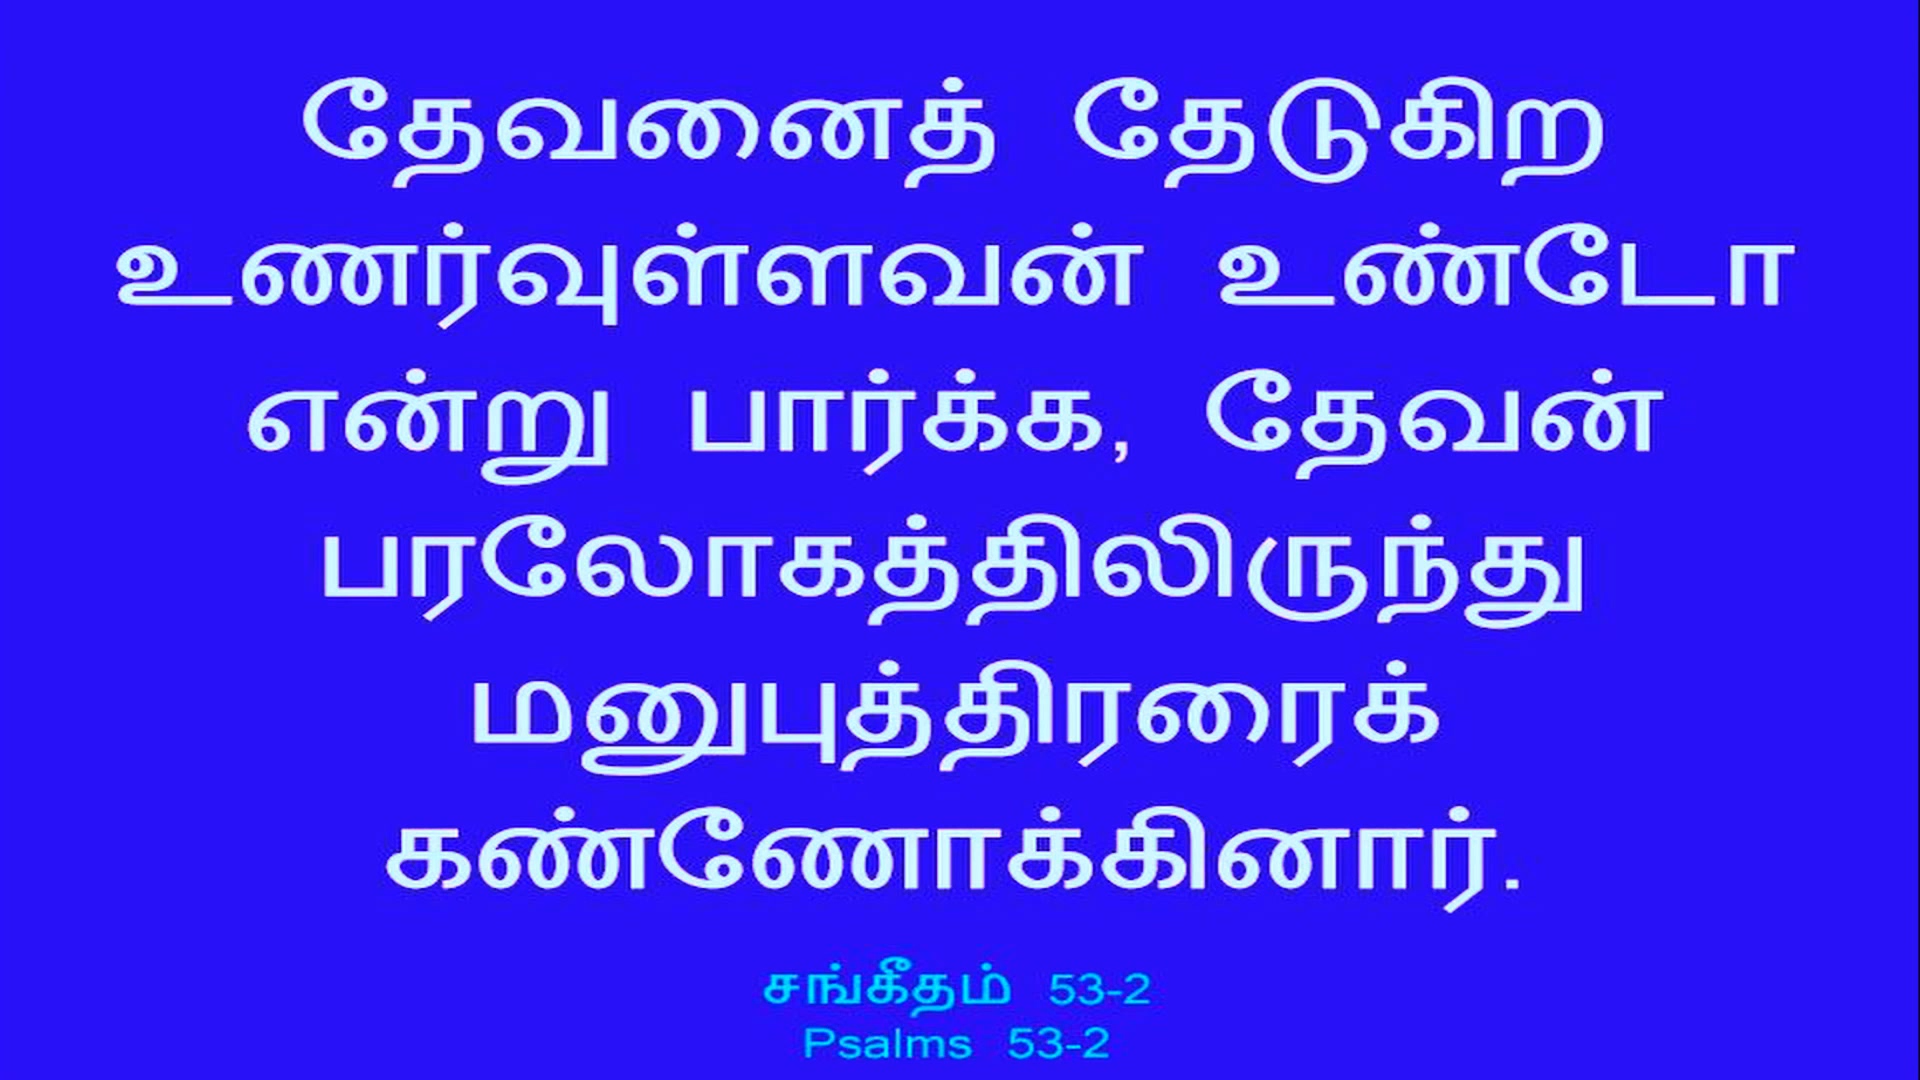 தேவனைத் தேடுகிற
உணர்வுள்ளவன் உண்டோ
என்று பார்க்க, தேவன்
பரலோகத்திலிருந்து
மனுபுத்திரரைக்
கண்ணோக்கினார்.
சங்கீதம் 53-2
Psalms 53-2